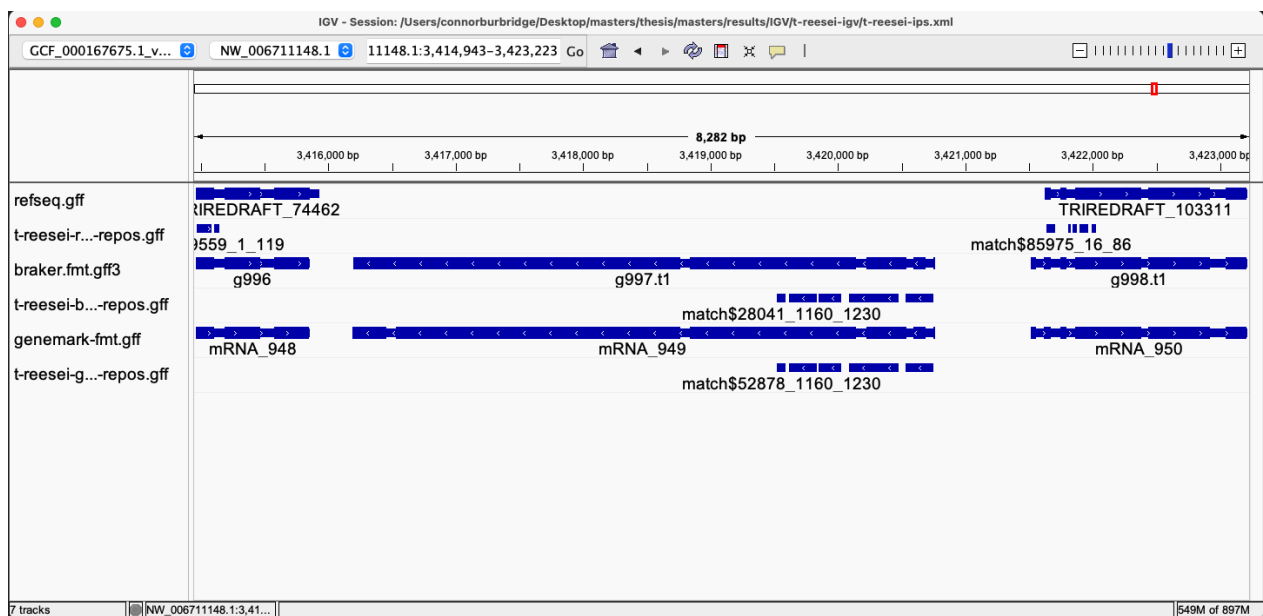 IGV - Session: /Users/connorburbridge/Desktop/masters/thesis/masters/results/IGV/t-reesei-igv/t-reesei-ips.xml
GCF_000167675.1_v... NW_006711148.1 11148.1:3,414,943-3,423,223 Go
8,282 bp
3,416,000 bp 3,417,000 bp 3,418,000 bp 3,419,000 bp 3,420,000 bp 3,421,000 bp 3,422,000 bp 3,423,000 bp
refseq.gff
RIREDRAFT_74462 TRIREDRAFT_103311
t-reesei-r...-repos.gff
9559_1_119 match$85975_16_86
braker.fmt.gff3
g996 g997.t1 g998.t1
t-reesei-b...-repos.gff
match$28041_1160_1230
genemark-fmt.gff
mRNA_948 mRNA_949 mRNA_950
t-reesei-g...-repos.gff
match$52878_1160_1230
7 tracks NW_006711148.1:3,41... 549M of 897M